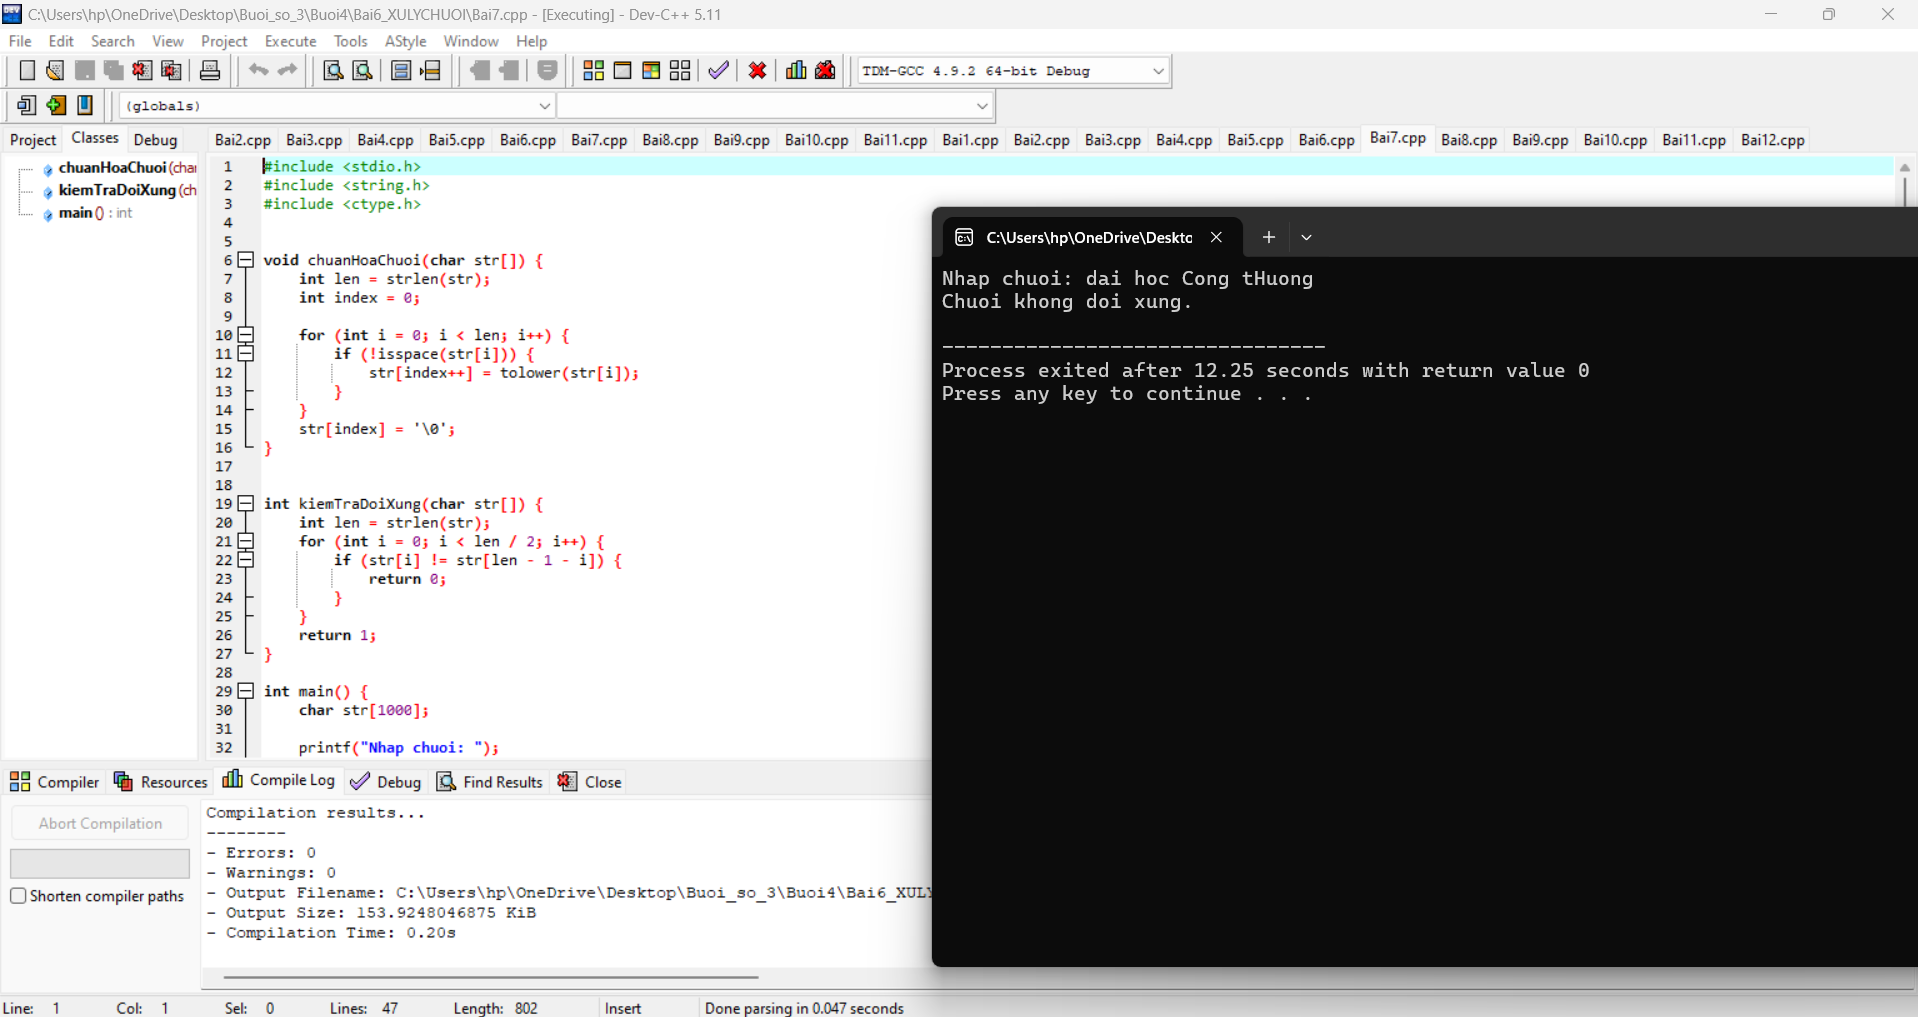 C:\Users\hp\OneDrive\Desktop\Buoi_so_3\Buoi4\Bai6_XULYCHUOI\Bai7.cpp - [Executing] - Dev-C++ 5.11
File Edit Search View Project Execute Tools AStyle Window Help
TDM-GCC 4.9.2 64-bit Debug
(globals)
Project Classes Debug
Bai2.cpp Bai3.cpp Bai4.cpp Bai5.cpp Bai6.cpp Bai7.cpp Bai8.cpp Bai9.cpp Bai10.cpp Bai11.cpp Bai1.cpp Bai2.cpp Bai3.cpp Bai4.cpp Bai5.cpp Bai6.cpp Bai7.cpp Bai8.cpp Bai9.cpp Bai10.cpp Bai11.cpp Bai12.cpp
chuanHoaChuoi (char
kiemTraDoiXung (ch
main () : int
1 #include <stdio.h>
2 #include <string.h>
3 #include <ctype.h>
4
5
6 void chuanHoaChuoi(char str[]) {
7 int len = strlen(str);
8 int index = 0;
9
10 for (int i = 0; i < len; i++) {
11 if (!isspace(str[i])) {
12 str[index++] = tolower(str[i]);
13 }
14 }
15 str[index] = '\0';
16 }
17
18
19 int kiemTraDoiXung(char str[]) {
20 int len = strlen(str);
21 for (int i = 0; i < len / 2; i++) {
22 if (str[i] != str[len - 1 - i]) {
23 return 0;
24 }
25 }
26 return 1;
27 }
28
29 int main() {
30 char str[1000];
31
32 printf("Nhap chuoi: ");
C:\Users\hp\OneDrive\Deskto
Nhap chuoi: dai hoc Cong tHuong
Chuoi khong doi xung.
--------------------------------
Process exited after 12.25 seconds with return value 0
Press any key to continue . . .
Compiler Resources Compile Log Debug Find Results Close
Abort Compilation
Shorten compiler paths
Compilation results...
--------
- Errors: 0
- Warnings: 0
- Output Filename: C:\Users\hp\OneDrive\Desktop\Buoi_so_3\Buoi4\Bai6_XULY
- Output Size: 153.9248046875 KiB
- Compilation Time: 0.20s
Line: 1 Col: 1 Sel: 0 Lines: 47 Length: 802 Insert Done parsing in 0.047 seconds